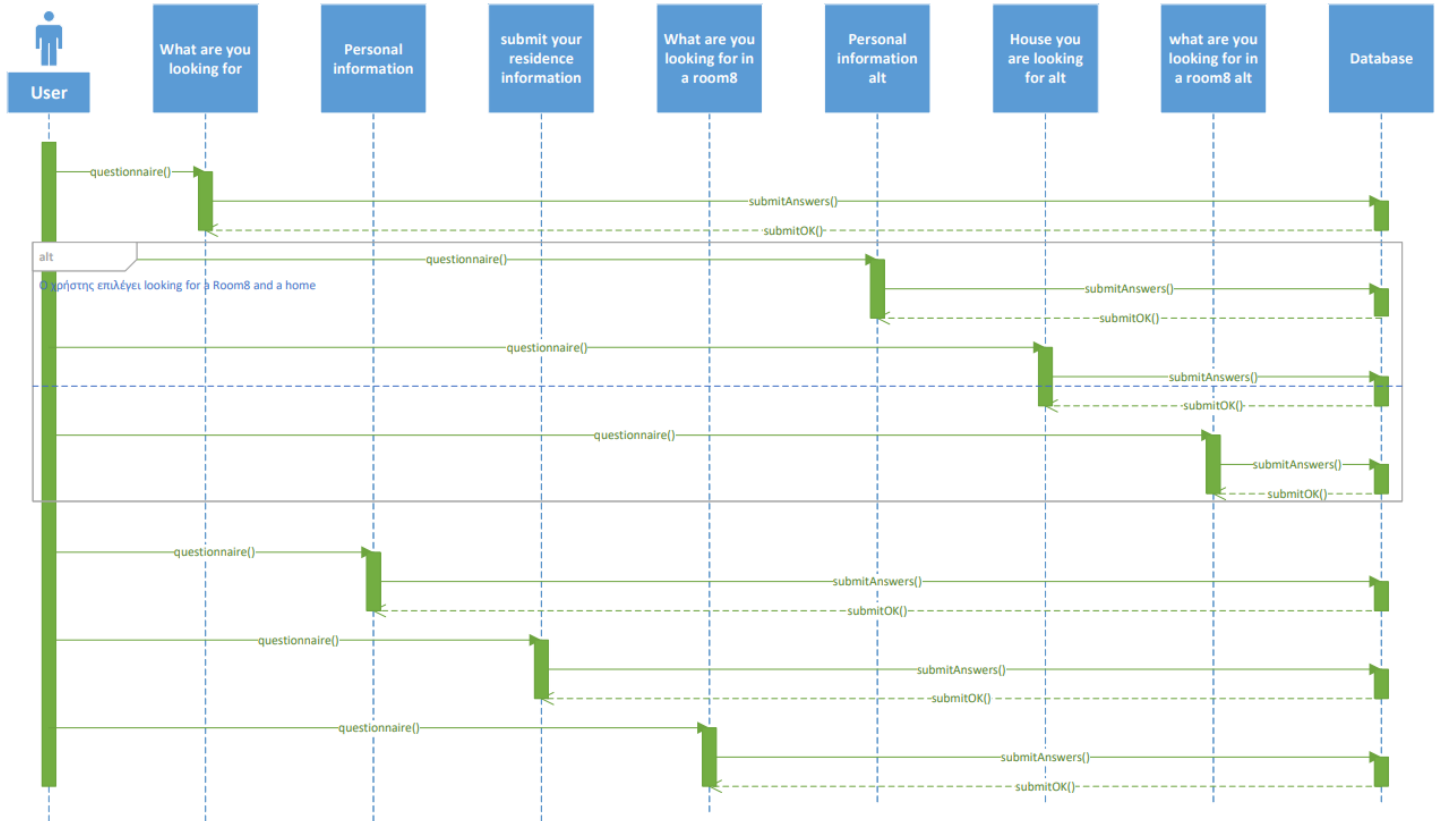 User
What are you
looking for
Personal
information
submit your
residence
information
What are you
looking for in
a room8
Personal
information
alt
House you
are looking
for alt
what are you
looking for in
a room8 alt
Database
questionnaire()
submitAnswers()
submitOK()
alt
questionnaire()
Ο χρήστης επιλέγει looking for a Room8 and a home
submitAnswers()
submitOK()
questionnaire()
submitAnswers()
submitOK()
questionnaire()
submitAnswers()
submitOK()
questionnaire()
submitAnswers()
submitOK()
questionnaire()
submitAnswers()
submitOK()
questionnaire()
submitAnswers()
submitOK()